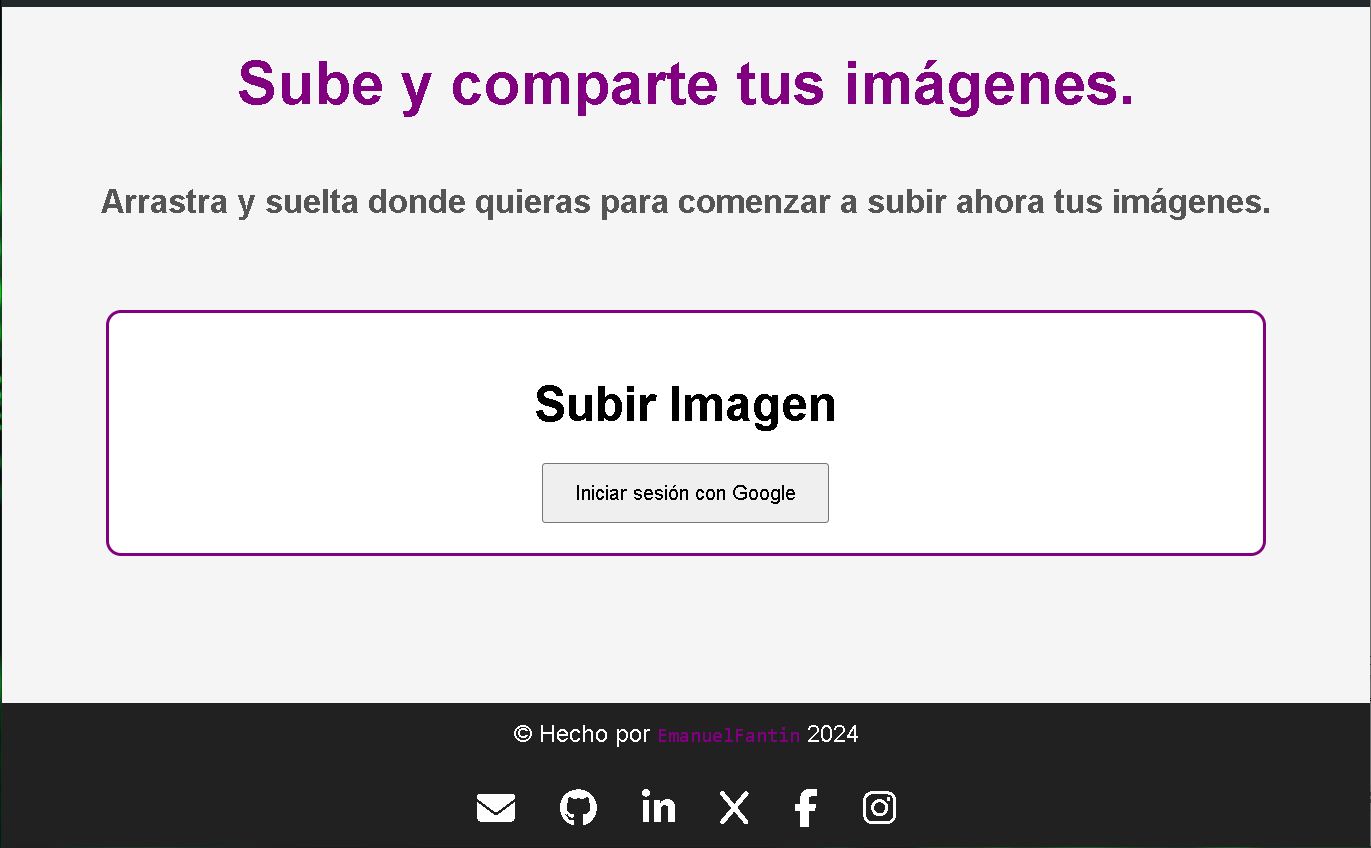 Sube y comparte tus imágenes.
Arrastra y suelta donde quieras para comenzar a subir ahora tus imágenes.
Subir Imagen
Iniciar sesión con Google
© Hecho por EmanuelFantin 2024